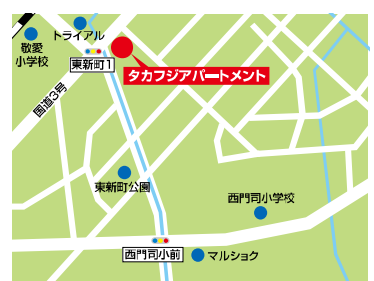 トライアル
敬愛
小学校
東新町1
タカフジアパートメント
国道3号
東新町公園
西門司小学校
西門司小前
マルショク